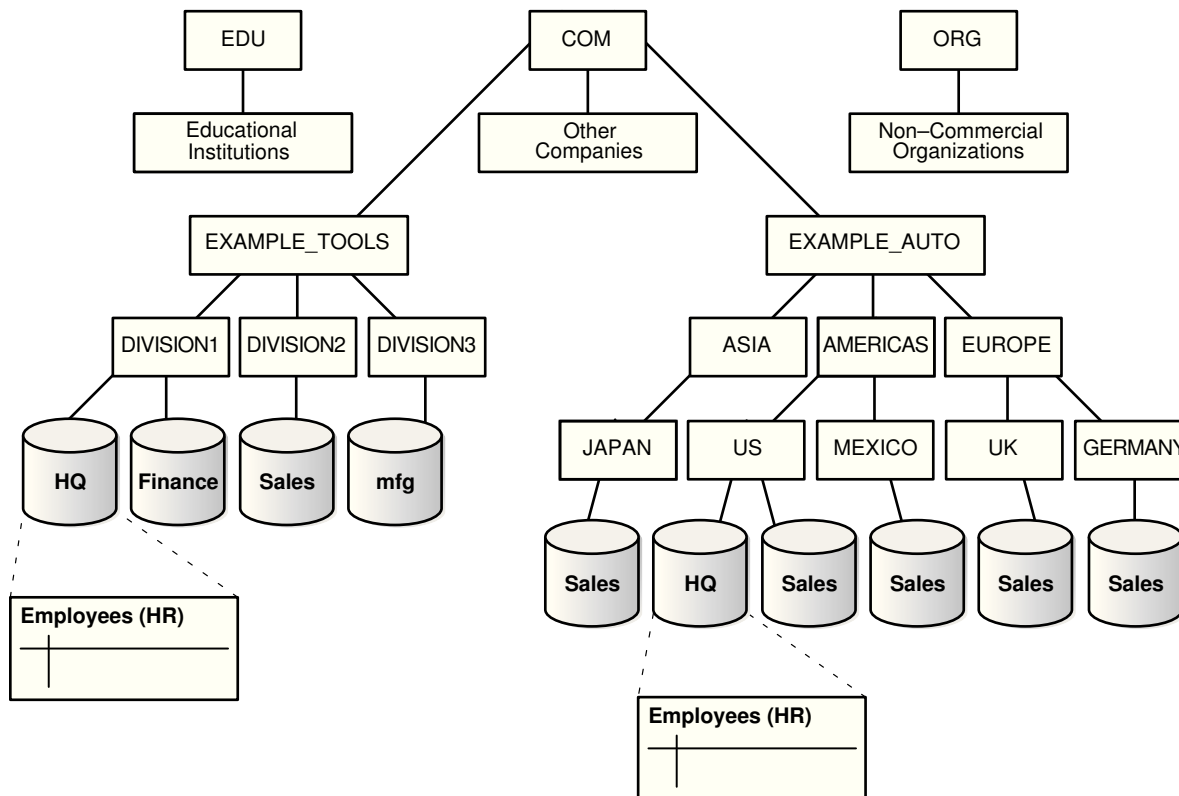 EDU
COM
ORG
Educational
Institutions
Other
Companies
Non–Commercial
Organizations
EXAMPLE_TOOLS
EXAMPLE_AUTO
DIVISION1
DIVISION2
DIVISION3
ASIA
AMERICAS
EUROPE
HQ
Finance
Sales
mfg
JAPAN
US
MEXICO
UK
GERMANY
Sales
HQ
Sales
Sales
Sales
Sales
Employees (HR)
Employees (HR)